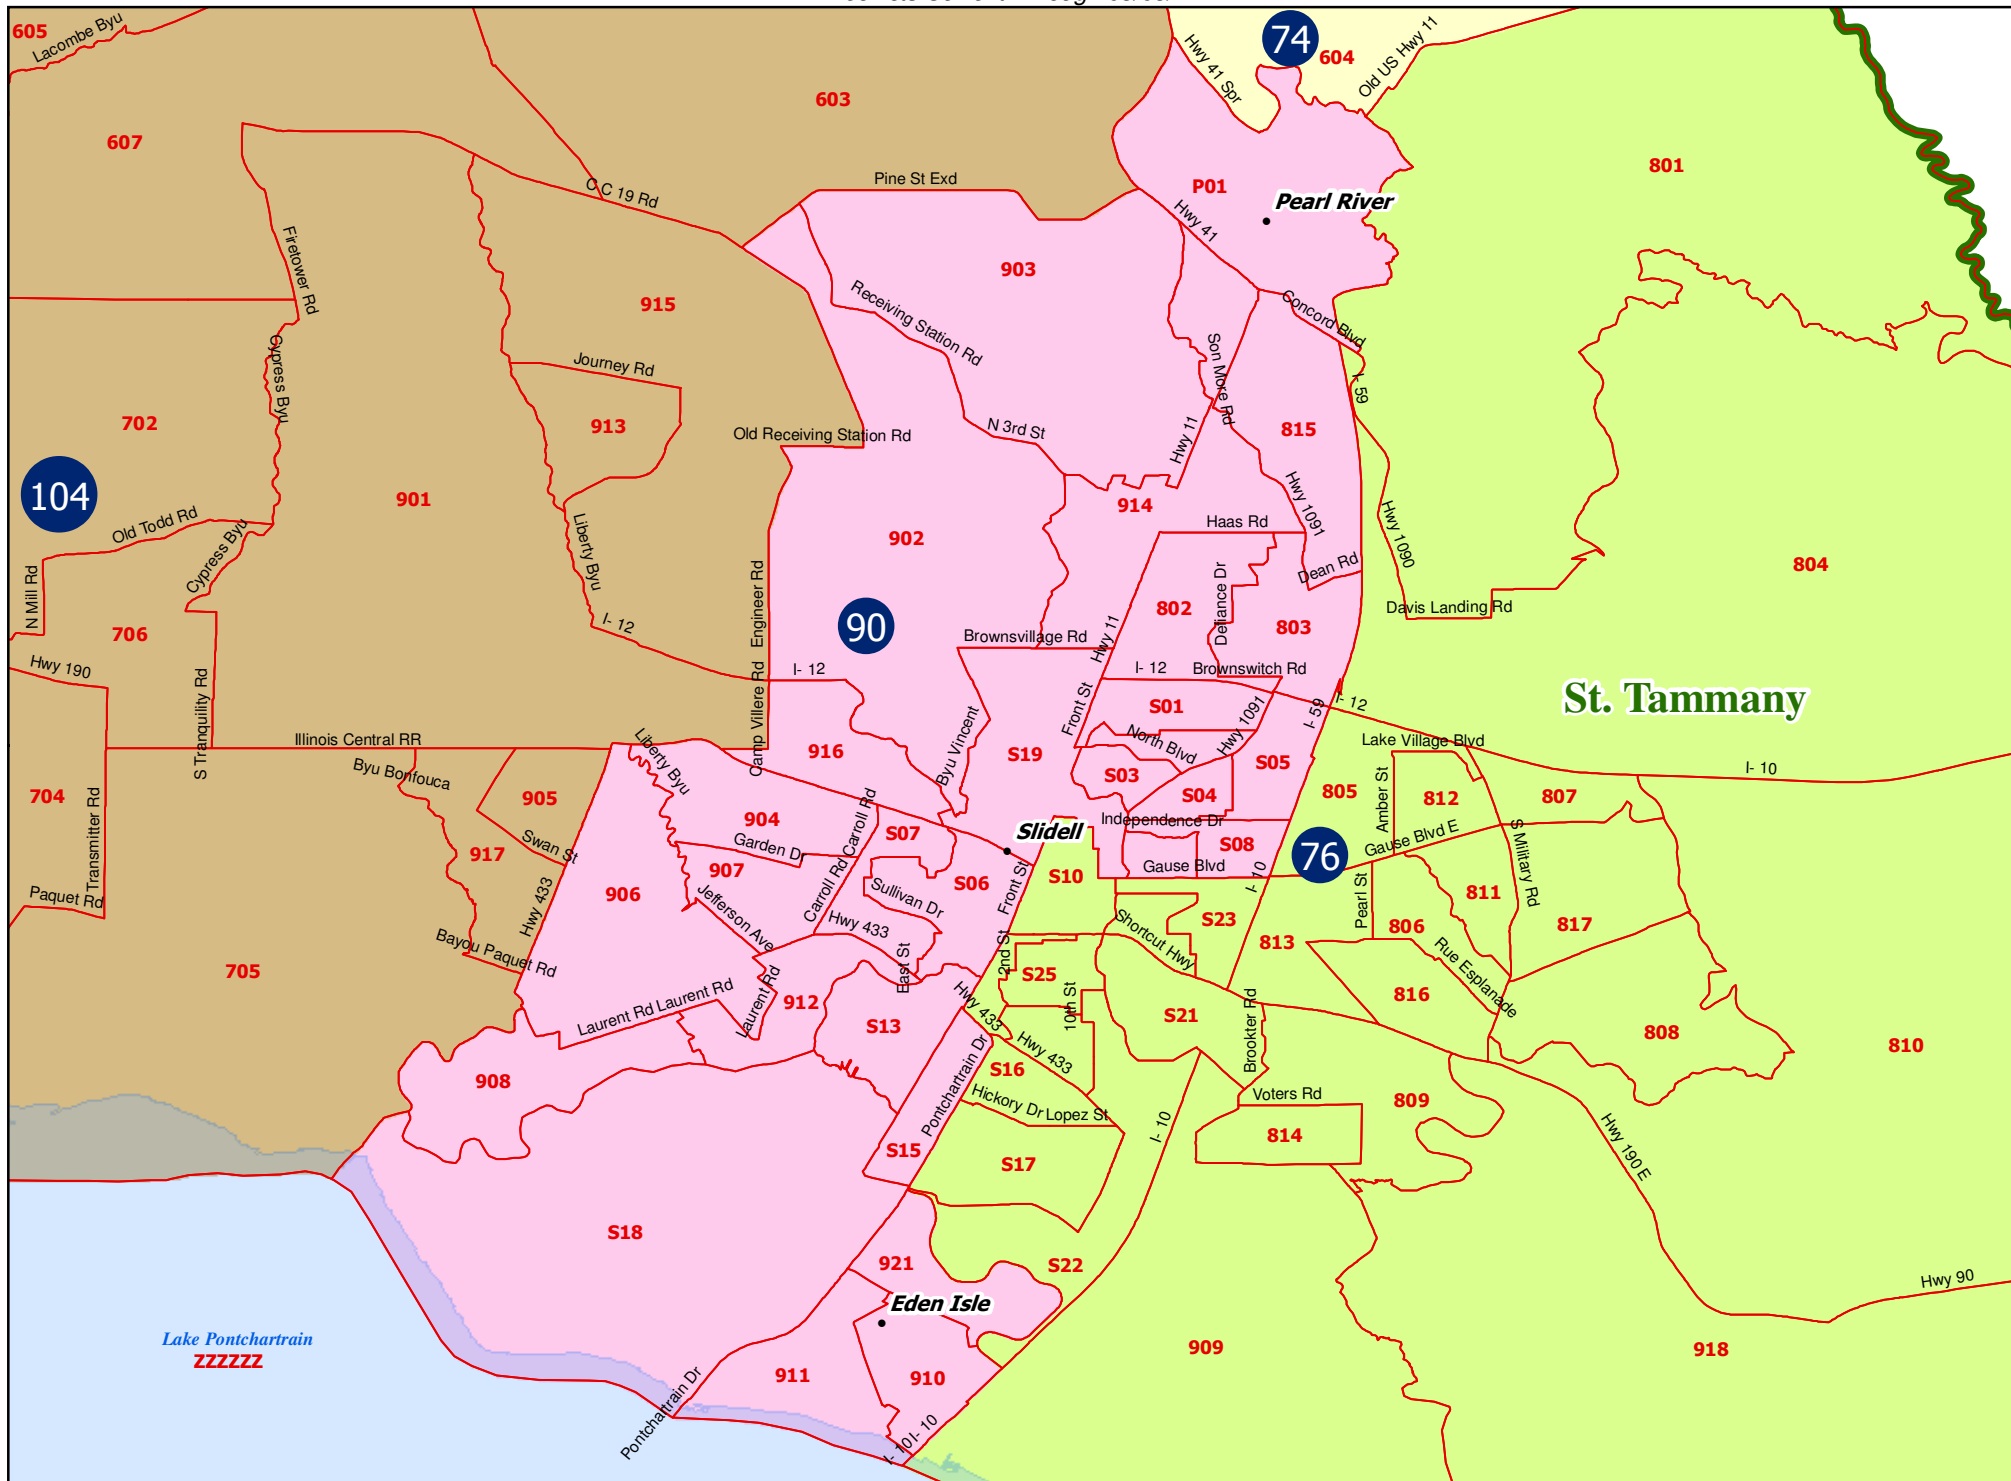 605
Lacombe Byu
74
604
Hwy 41 Spr
Old US Hwy 11
603
607
801
C C 19 Rd
Pine St Exd
P01
Pearl River
Hwy 41
Firetower Rd
903
915
Receiving Station Rd
Concord Blvd
Cypress Byu
Journey Rd
Son More Rd
I- 59
702
913
Old Receiving Station Rd
N 3rd St
Hwy 11
815
104
901
914
Hwy 1091
Old Todd Rd
Cypress Byu
Liberty Byu
902
Haas Rd
Hwy 1090
804
N Mill Rd
Engineer Rd
Dean Rd
Defiance Dr
802
803
Davis Landing Rd
706
I- 12
90
Brownsvillage Rd
Hwy 11
Hwy 190
S Tranquility Rd
Camp Villere Rd
I- 12
I- 12
Brownswitch Rd
Front St
S01
Hwy 1091
I- 59
I- 12
St. Tammany
Illinois Central RR
Liberty Byu
916
Byu Vincent
S19
North Blvd
S05
Lake Village Blvd
I- 10
Byu Bonfouca
S03
704
905
S04
805
Amber St
812
807
Transmitter Rd
904
Carroll Rd
S07
Slidell
Independence Dr
Gause Blvd E
S Military Rd
917
Swan St
Garden Dr
907
S08
76
Gause Blvd
Paquet Rd
906
Jefferson Ave
Carroll Rd
Sullivan Dr
S06
Front St
S10
I- 10
Pearl St
811
Hwy 433
Hwy 433
Shortcut Hwy
S23
813
806
817
705
Bayou Paquet Rd
East St
2nd St
S25
Rue Esplanade
Laurent Rd
Laurent Rd
Laurent Rd
912
S13
Hwy 433
10th St
S21
Brookter Rd
816
808
810
908
Pontchartrain Dr
Hwy 433
S16
Hickory Dr
Lopez St
Voters Rd
809
814
I- 10
Hwy 190 E
S15
S17
S18
921
S22
Eden Isle
Hwy 90
Lake Pontchartrain
ZZZZZZ
909
918
911
910
Pontchartrain Dr
I- 10
I- 10